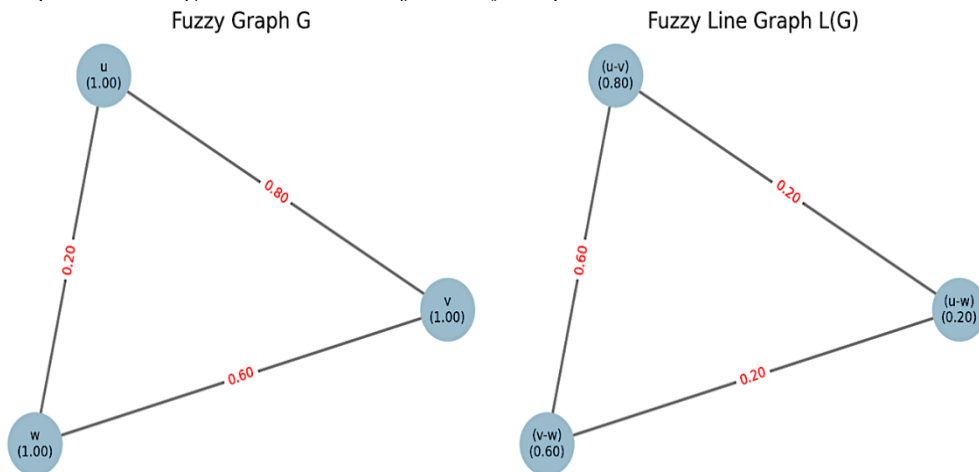 Fuzzy Graph G
Fuzzy Line Graph L(G)
u
(1.00)
0.80
0.20
v
(1.00)
0.60
w
(1.00)
(u-v)
(0.80)
0.20
0.60
(u-w)
(0.20)
0.20
(v-w)
(0.60)